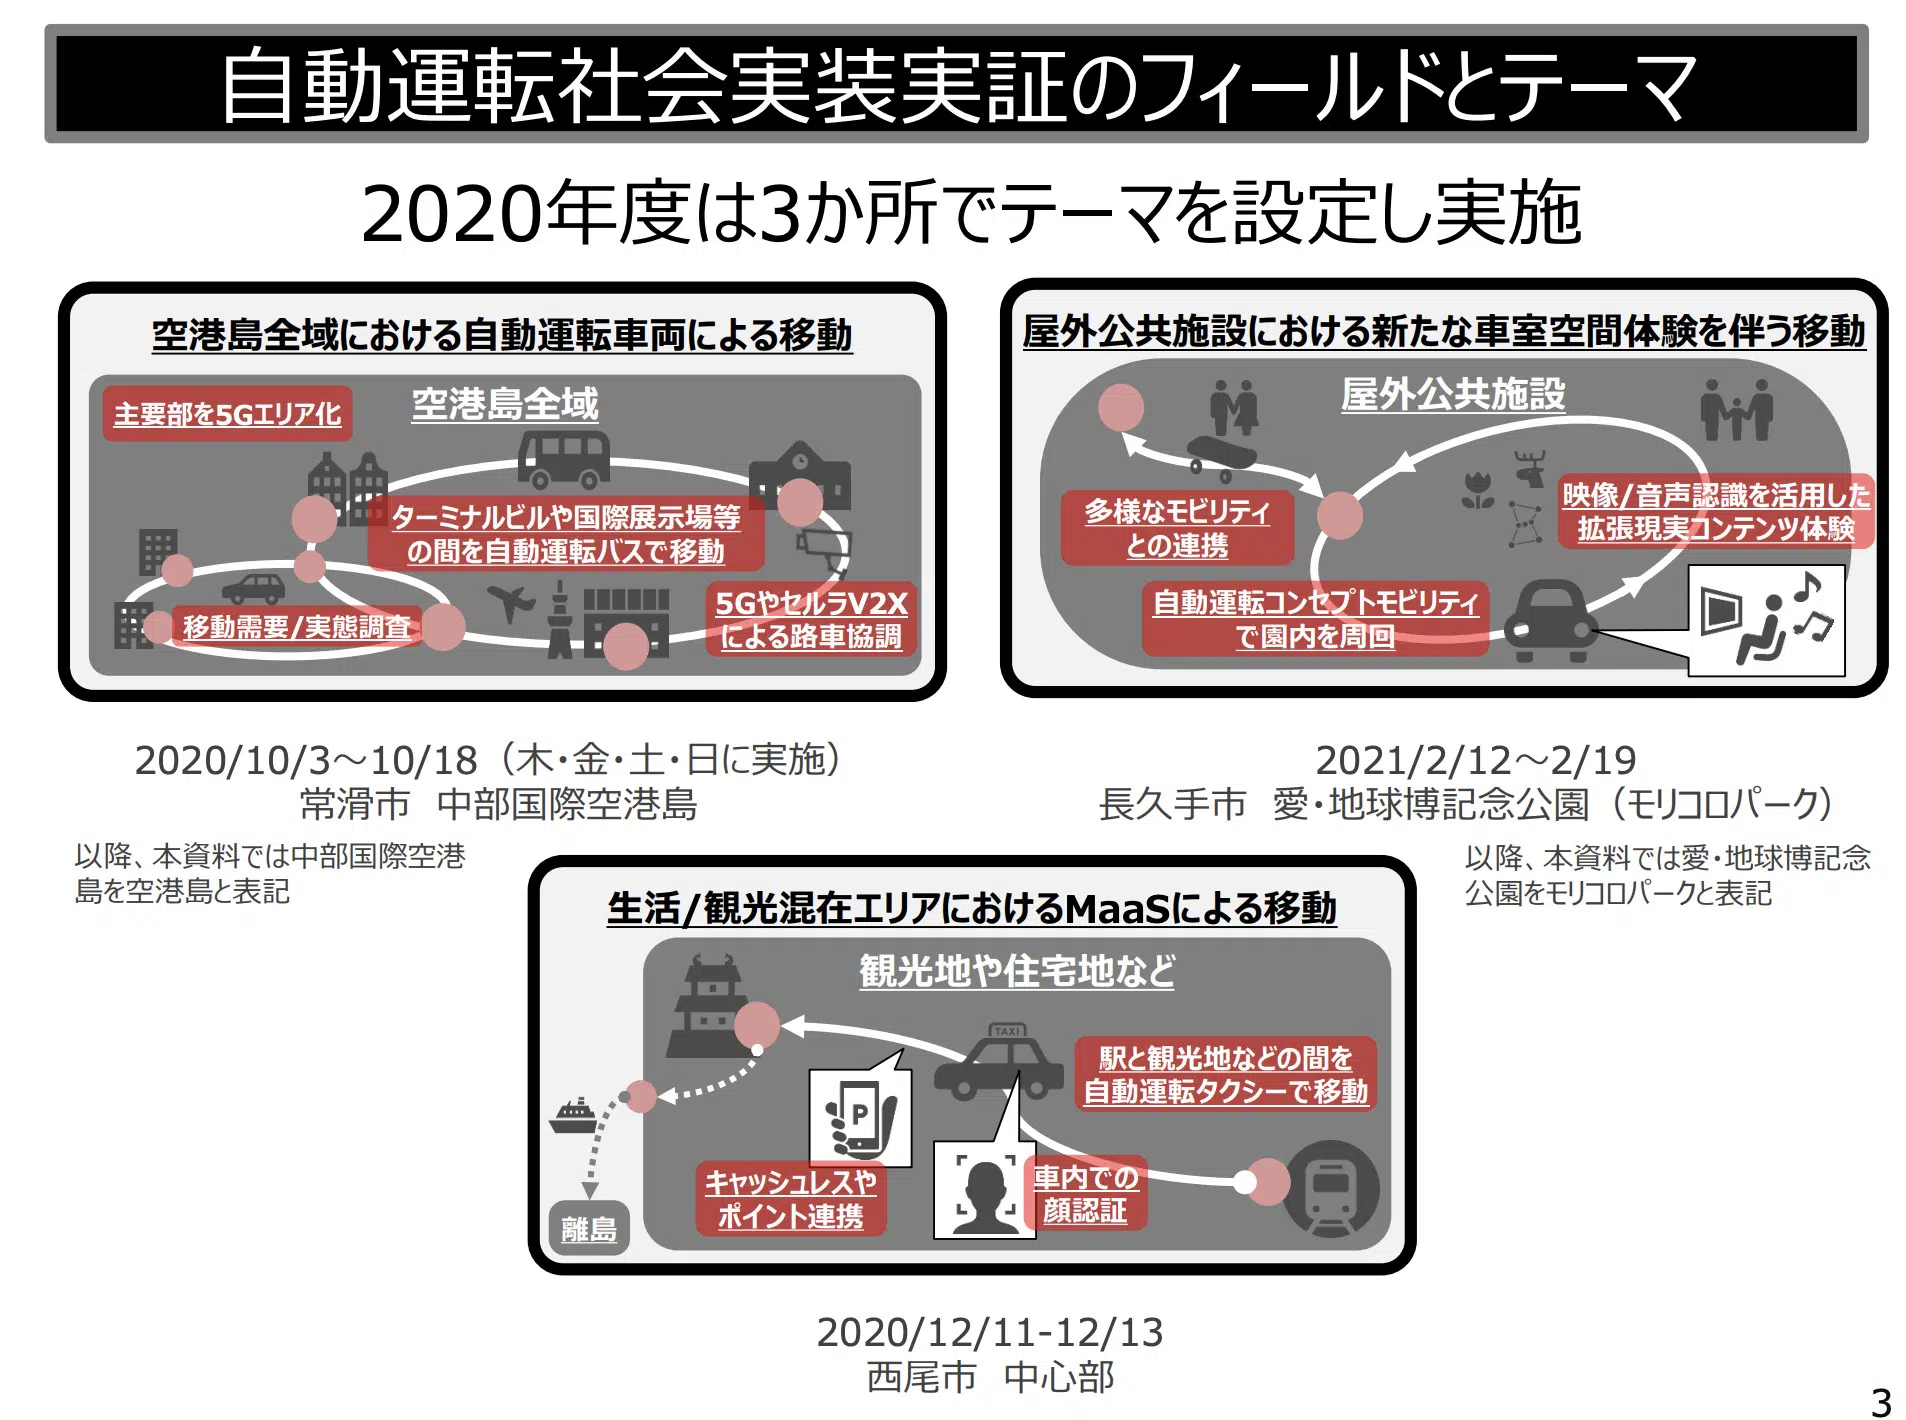 自動運転社会実装実証のフィールドとテーマ
2020年度は3か所でテーマを設定し実施
空港島全域における自動運転車両による移動
空港島全域
主要部を5Gエリア化
ターミナルビルや国際展示場等
の間を自動運転バスで移動
5GやセルラV2X
による路車協調
移動需要/実態調査
2020/10/3～10/18（木・金・土・日に実施）
常滑市　中部国際空港島
以降、本資料では中部国際空港
島を空港島と表記
屋外公共施設における新たな車室空間体験を伴う移動
屋外公共施設
多様なモビリティ
との連携
映像/音声認識を活用した
拡張現実コンテンツ体験
自動運転コンセプトモビリティ
で園内を周回
2021/2/12～2/19
長久手市　愛・地球博記念公園（モリコロパーク）
以降、本資料では愛・地球博記念
公園をモリコロパークと表記
生活/観光混在エリアにおけるMaaSによる移動
観光地や住宅地など
TAXI
駅と観光地などの間を
自動運転タクシーで移動
P
キャッシュレスや
ポイント連携
車内での
顔認証
離島
2020/12/11-12/13
西尾市　中心部
3